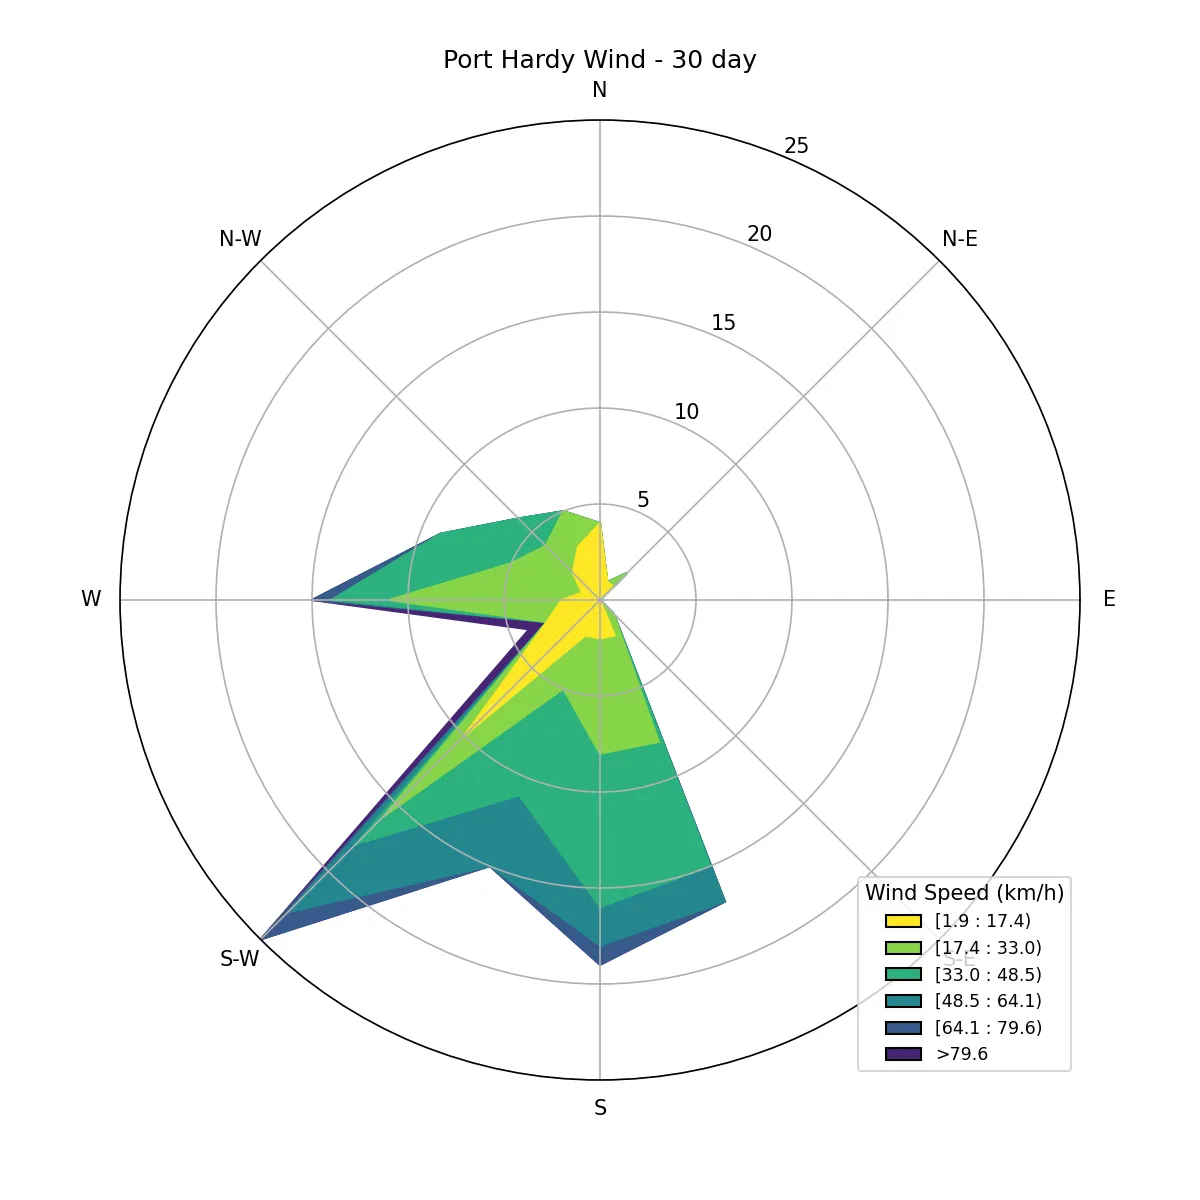 Port Hardy Wind - 30 day
N
25
N-W
20
N-E
15
10
5
W
E
S-W
S-E
Wind Speed (km/h)
[1.9 : 17.4)
[17.4 : 33.0)
[33.0 : 48.5)
[48.5 : 64.1)
[64.1 : 79.6)
>79.6
S